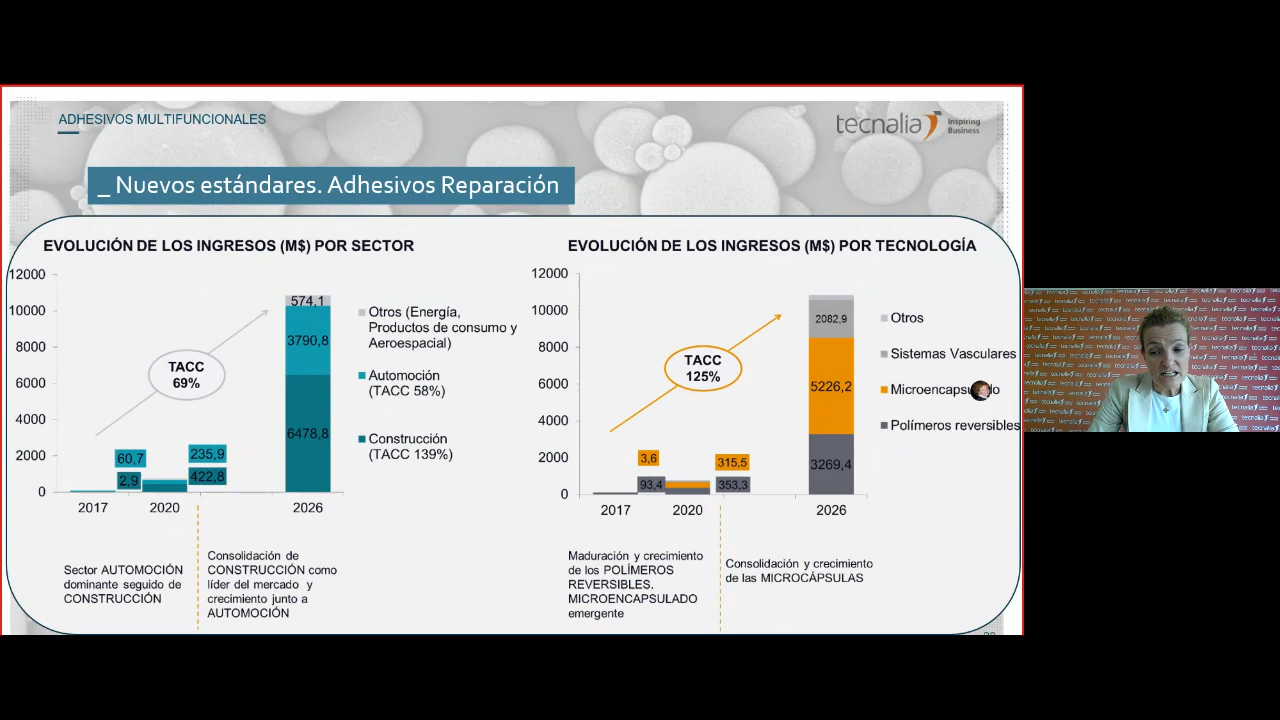 ADHESIVOS MULTIFUNCIONALES
tecnalia
Inspiring
Business
_ Nuevos estándares. Adhesivos Reparación
EVOLUCIÓN DE LOS INGRESOS (M$) POR SECTOR
12000
10000
8000
6000
4000
2000
0
TACC
69%
60,7
2,9
235,9
422,8
574,1
3790,8
6478,8
2017
2020
2026
Otros (Energía,
Productos de consumo y
Aeroespacial)
Automoción
(TACC 58%)
Construcción
(TACC 139%)
Sector AUTOMOCIÓN
dominante seguido de
CONSTRUCCIÓN
Consolidación de
CONSTRUCCIÓN como
líder del mercado y
crecimiento junto a
AUTOMOCIÓN
EVOLUCIÓN DE LOS INGRESOS (M$) POR TECNOLOGÍA
12000
10000
8000
6000
4000
2000
0
TACC
125%
3,6
93,4
315,5
353,3
2082,9
5226,2
3269,4
2017
2020
2026
Otros
Sistemas Vasculares
Polímeros reversibles
Maduración y crecimiento
de los POLÍMEROS
REVERSIBLES.
MICROENCAPSULADO
emergente
Consolidación y crecimiento
de las MICROCÁPSULAS